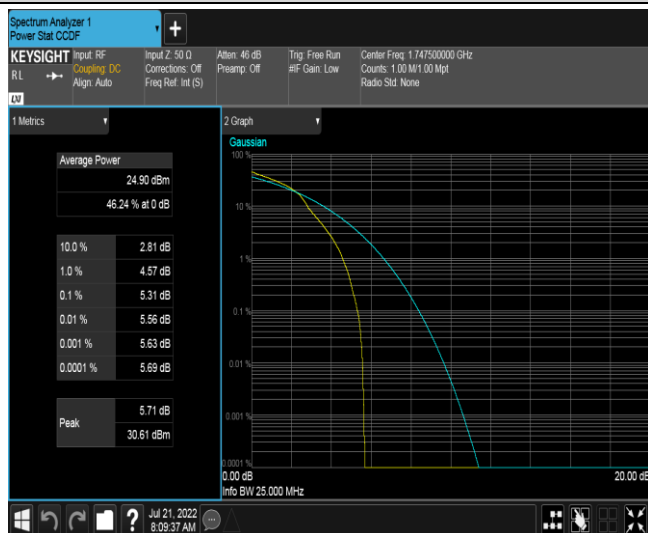 Spectrum Analyzer 1
Power Stat CCDF
KEYSIGHT
RL
LXI
Input: RF
Coupling: DC
Align: Auto
Input Z: 50 Ω
Corrections: Off
Freq Ref: Int (S)
Atten: 46 dB
Preamp: Off
Trig: Free Run
#IF Gain: Low
Center Freq: 1.747500000 GHz
Counts: 1.00 M/1.00 Mpt
Radio Std: None
1 Metrics
Average Power
24.90 dBm
46.24 % at 0 dB
10.0 % 2.81 dB
1.0 % 4.57 dB
0.1 % 5.31 dB
0.01 % 5.56 dB
0.001 % 5.63 dB
0.0001 % 5.69 dB
Peak
5.71 dB
30.61 dBm
2 Graph
Gaussian
100 %
10 %
1 %
0.1 %
0.01 %
0.001 %
0.0001 %
0.00 dB
20.00 dB
Info BW 25.000 MHz
?
Jul 21, 2022
8:09:37 AM